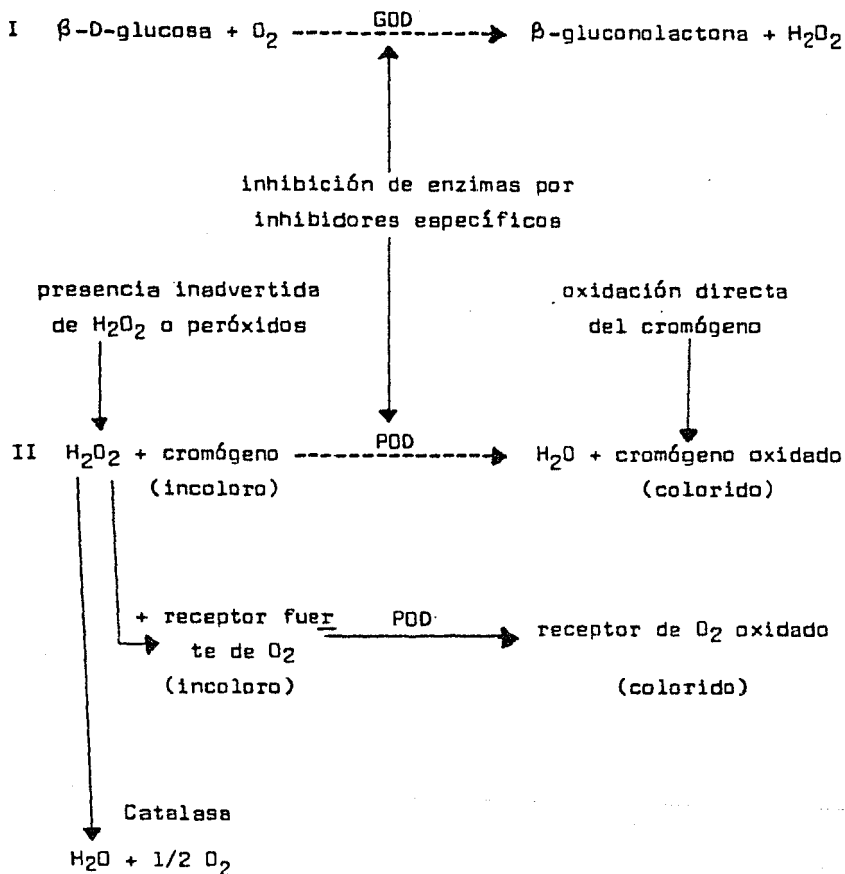 GOD
I β-D-glucosa + O2 β-gluconolactona + H2O2
inhibición de enzimas por
inhibidores específicos
presencia inadvertida
de H2O2 o peróxidos
oxidación directa
del cromógeno
POD
II H2O2 + cromógeno H2O + cromógeno oxidado
(incoloro) (colorido)
+ receptor fuer
te de O2
(incoloro)
POD
receptor de O2 oxidado
(colorido)
Catalasa
H2O + 1/2 O2